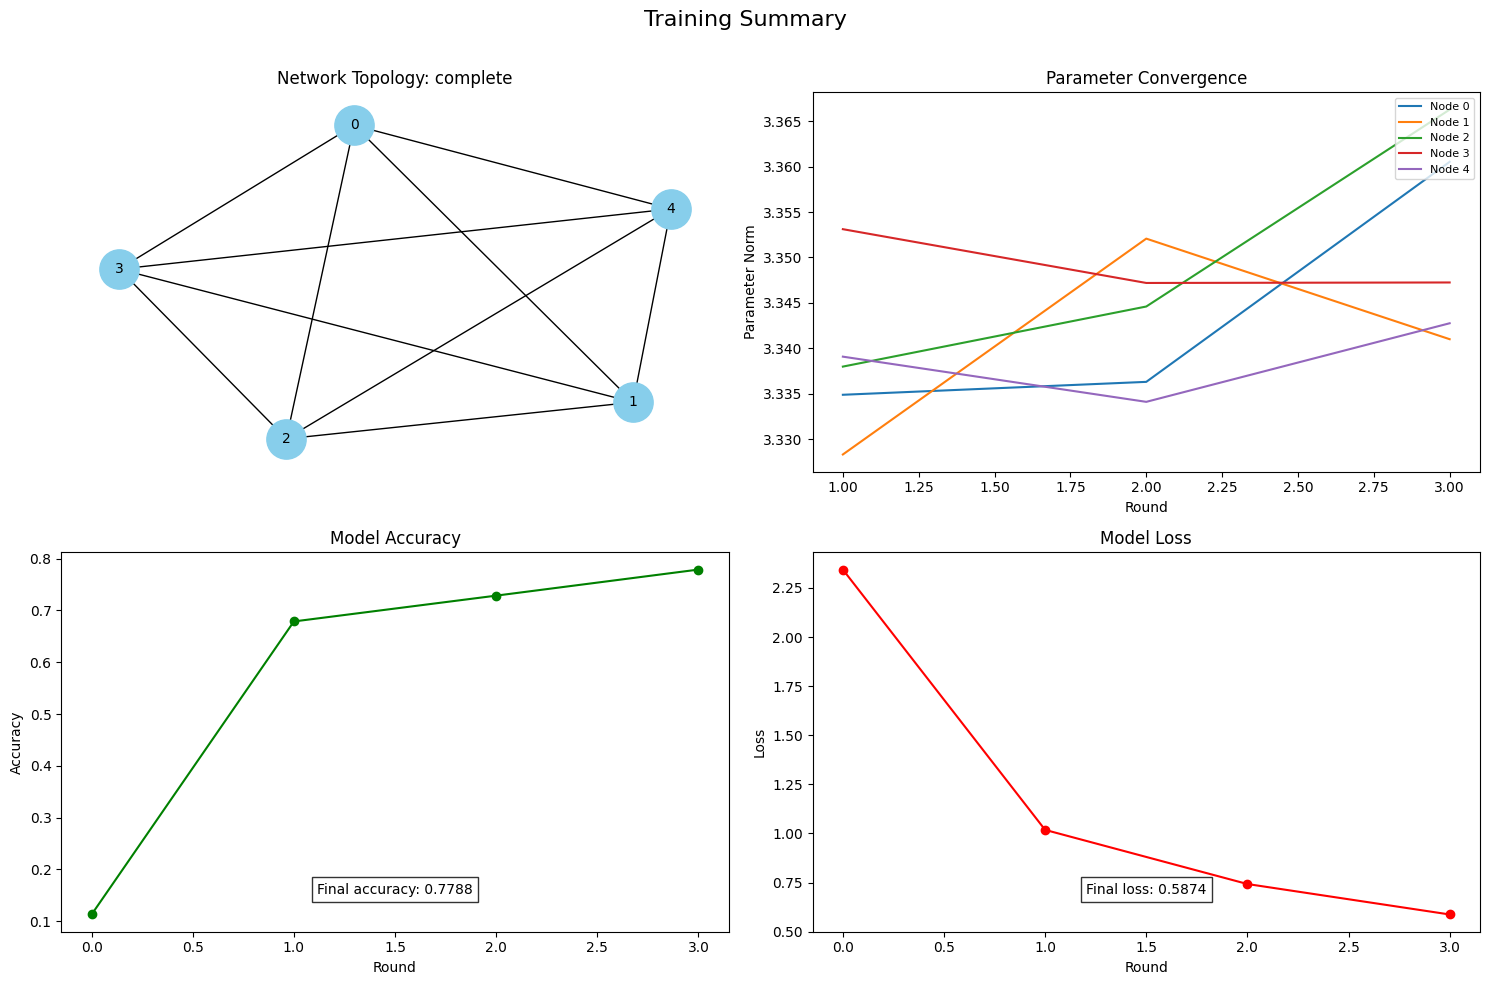 Training Summary
Network Topology: complete
0
4
3
1
2
Parameter Convergence
Parameter Norm
3.365
3.360
3.355
3.350
3.345
3.340
3.335
3.330
Node 0
Node 1
Node 2
Node 3
Node 4
1.00 1.25 1.50 1.75 2.00 2.25 2.50 2.75 3.00
Round
Model Accuracy
Accuracy
0.8
0.7
0.6
0.5
0.4
0.3
0.2
0.1
Final accuracy: 0.7788
0.0 0.5 1.0 1.5 2.0 2.5 3.0
Round
Model Loss
Loss
2.25
2.00
1.75
1.50
1.25
1.00
0.75
0.50
Final loss: 0.5874
0.0 0.5 1.0 1.5 2.0 2.5 3.0
Round